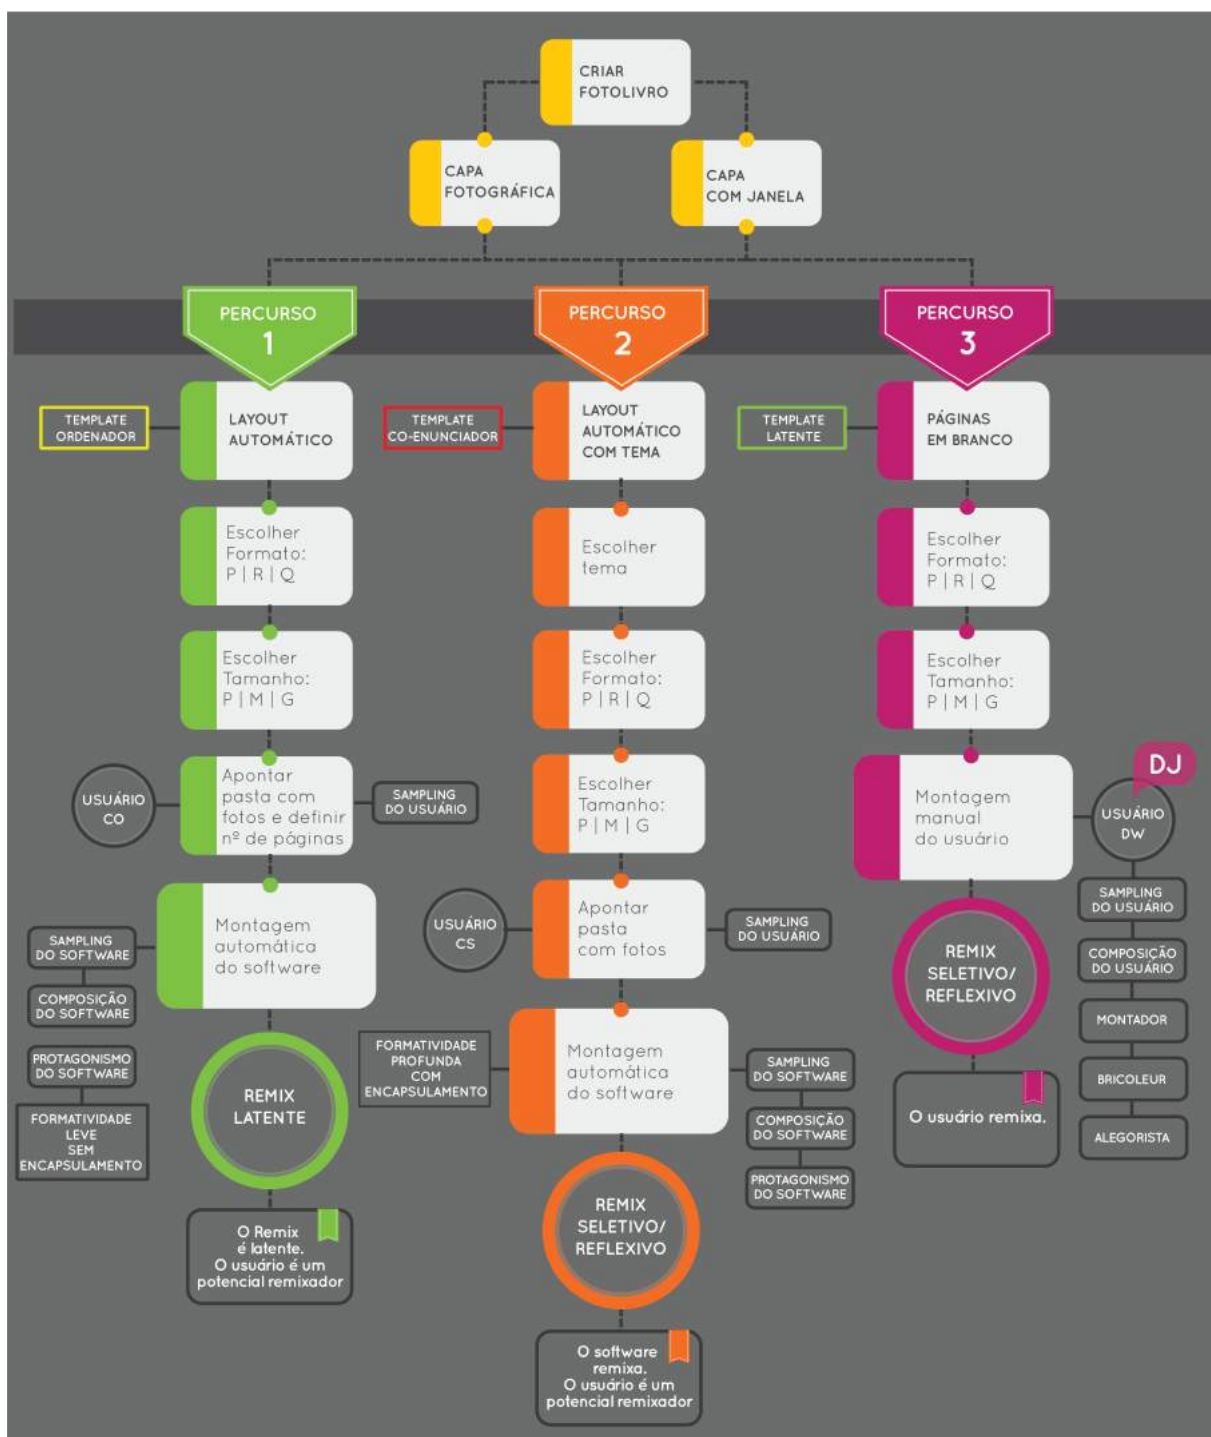 CRIAR
FOTOLIVRO
CAPA
FOTOGRÁFICA
CAPA
COM JANELA
PERCURSO
1
PERCURSO
2
PERCURSO
3
TEMPLATE
ORDENADOR
LAYOUT
AUTOMÁTICO
Escolher
Formato:
P | R | Q
Escolher
Tamanho:
P | M | G
USUÁRIO
CO
Apontar
pasta com
fotos e definir
nº de páginas
SAMPLING
DO USUÁRIO
Montagem
automática
do software
SAMPLING
DO SOFTWARE
COMPOSIÇÃO
DO SOFTWARE
PROTAGONISMO
DO SOFTWARE
FORMATIVIDADE
LEVE
SEM
ENCAPSULAMENTO
REMIX
LATENTE
O Remix
é latente.
O usuário é um
potencial remixador
TEMPLATE
CO-ENUNCIADOR
LAYOUT
AUTOMÁTICO
COM TEMA
Escolher
tema
Escolher
Formato:
P | R | Q
Escolher
Tamanho:
P | M | G
USUÁRIO
CS
Apontar
pasta
com fotos
SAMPLING
DO USUÁRIO
FORMATIVIDADE
PROFUNDA
COM
ENCAPSULAMENTO
Montagem
automática
do software
SAMPLING
DO SOFTWARE
COMPOSIÇÃO
DO SOFTWARE
PROTAGONISMO
DO SOFTWARE
REMIX
SELETIVO/
REFLEXIVO
O software
remixa.
O usuário é um
potencial remixador
TEMPLATE
LATENTE
PÁGINAS
EM BRANCO
Escolher
Formato:
P | R | Q
Escolher
Tamanho:
P | M | G
Montagem
manual
do usuário
DJ
USUÁRIO
DW
SAMPLING
DO USUÁRIO
COMPOSIÇÃO
DO USUÁRIO
MONTADOR
BRICOLEUR
ALEGORISTA
REMIX
SELETIVO/
REFLEXIVO
O usuário remixa.